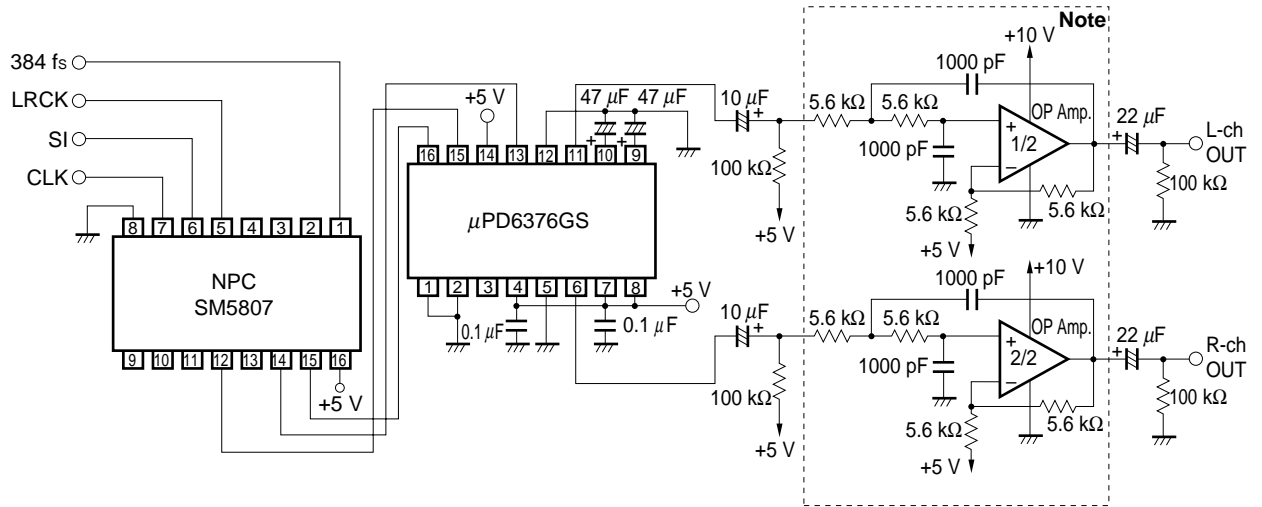 Note
384 fs
LRCK
SI
CLK
8 7 6 5 4 3 2 1
NPC
SM5807
9 10 11 12 13 14 15 16
+5 V
+5 V
47 μF 47 μF
16 15 14 13 12 11 10 9
+ +
μPD6376GS
1 2 3 4 5 6 7 8
0.1 μF
0.1 μF
+5 V
10 μF
+
100 kΩ
+5 V
5.6 kΩ
5.6 kΩ
1000 pF
1000 pF
+10 V
OP Amp.
+
1/2
−
5.6 kΩ
5.6 kΩ
+5 V
22 μF
+
L-ch
OUT
100 kΩ
10 μF
+
100 kΩ
+5 V
5.6 kΩ
5.6 kΩ
1000 pF
1000 pF
+10 V
OP Amp.
+
2/2
−
5.6 kΩ
5.6 kΩ
+5 V
22 μF
+
R-ch
OUT
100 kΩ